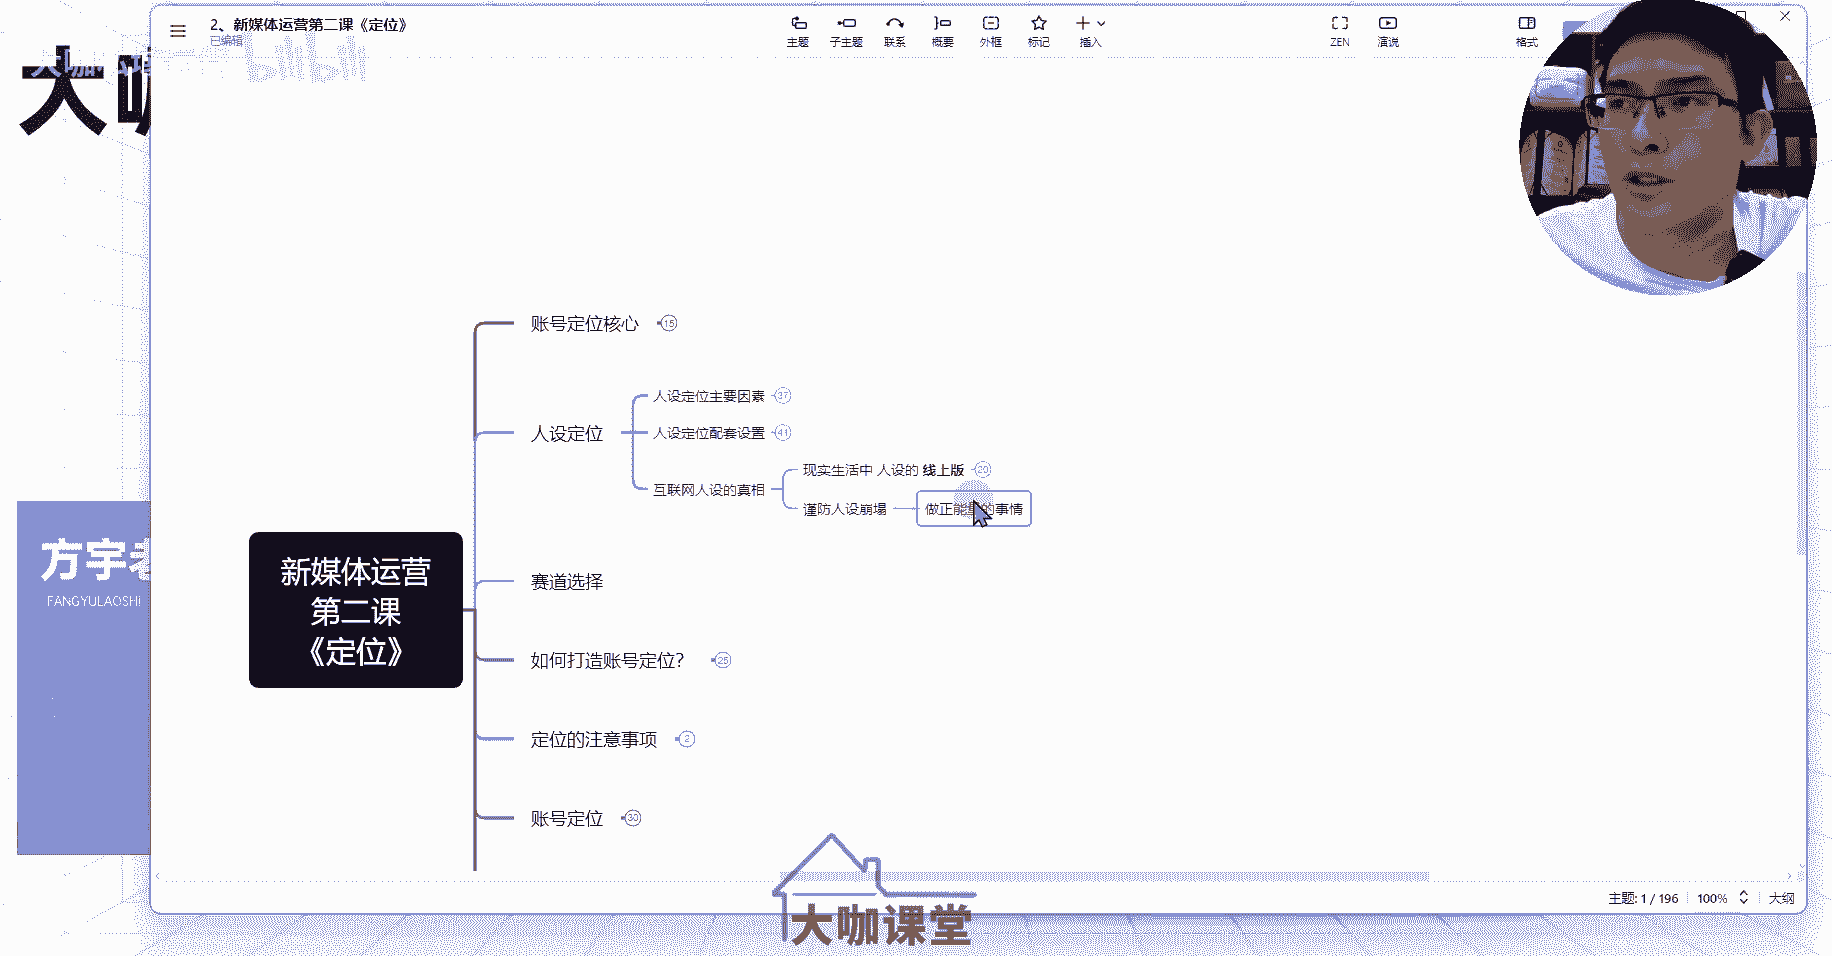 2、新媒体运营第二课《定位》
已编辑
主题
子主题
联系
概要
外框
标记
插入
ZEN
演说
格式
bilibili
账号定位核心 15
人设定位
人设定位主要因素 37
人设定位配套设置 41
互联网人设的真相
现实生活中 人设的 线上版 20
谨防人设崩塌
做正能量的事情
赛道选择
新媒体运营
第二课
《定位》
如何打造账号定位? 25
定位的注意事项 2
账号定位 30
方宇老
FANGYULAOSHI
大咖课堂
主题: 1 / 196
100%
大纲